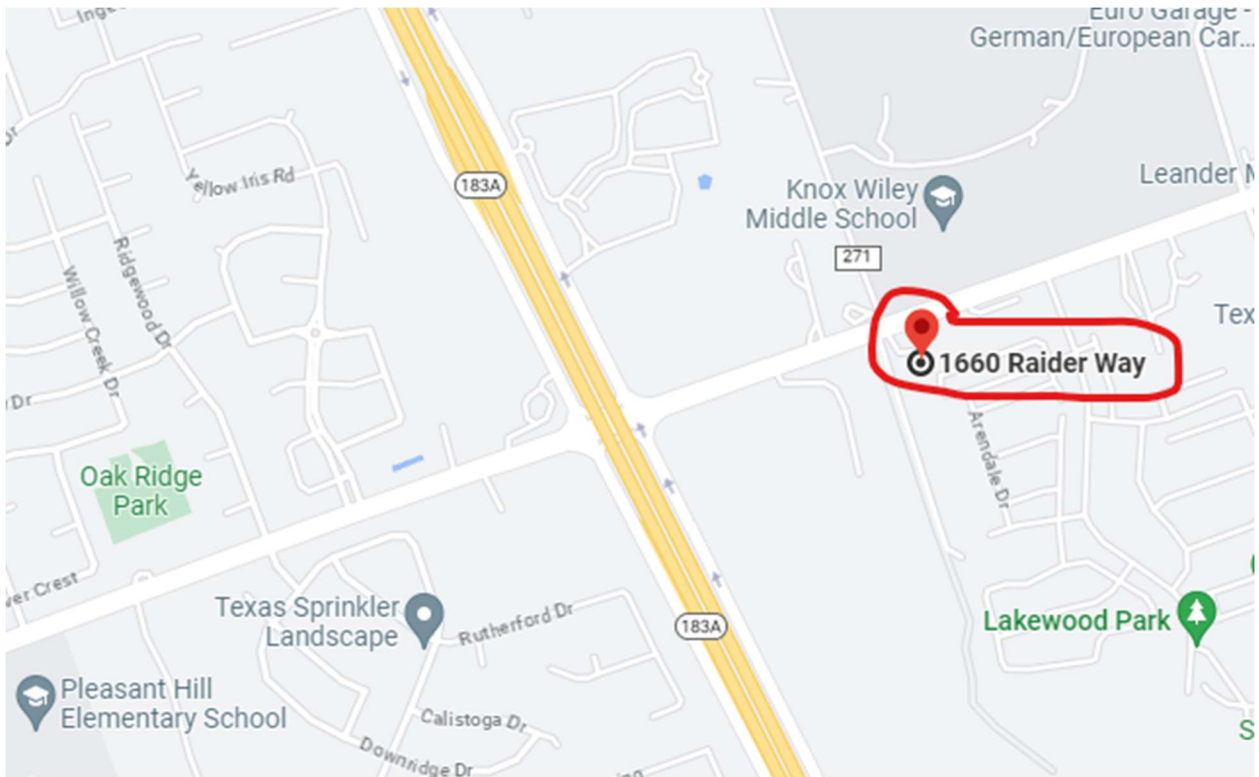 Euro Garage -
German/European Car...
183A
Yellow Iris Rd
Knox Wiley
Middle School
Leander
271
Ridgewood Dr
Willow Creek Dr
1660 Raider Way
Dr
Arendale Dr
Oak Ridge
Park
Texas Sprinkler
Landscape
Rutherford Dr
183A
Lakewood Park
Pleasant Hill
Elementary School
Calistoga Dr
Downridge Dr